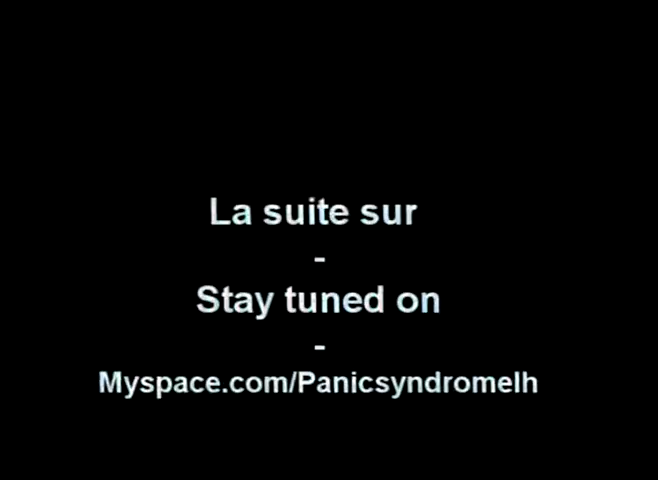 La suite sur
-
Stay tuned on
-
Myspace.com/Panicsyndromelh